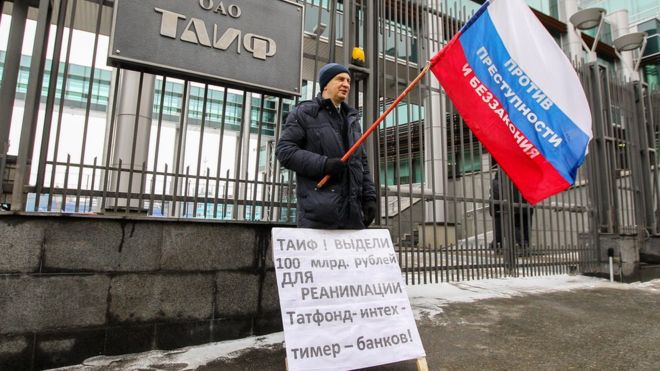 ОАО
ТАИФ
ПРОТИВ
ПРЕСТУПНОСТИ
И БЕЗЗАКОНИЯ
ТАИФ ! ВЫДЕЛИ
100 МЛРД. РУБЛЕЙ
ДЛЯ
РЕАНИМАЦИИ
Татфонд- интех -
тимер – банков!